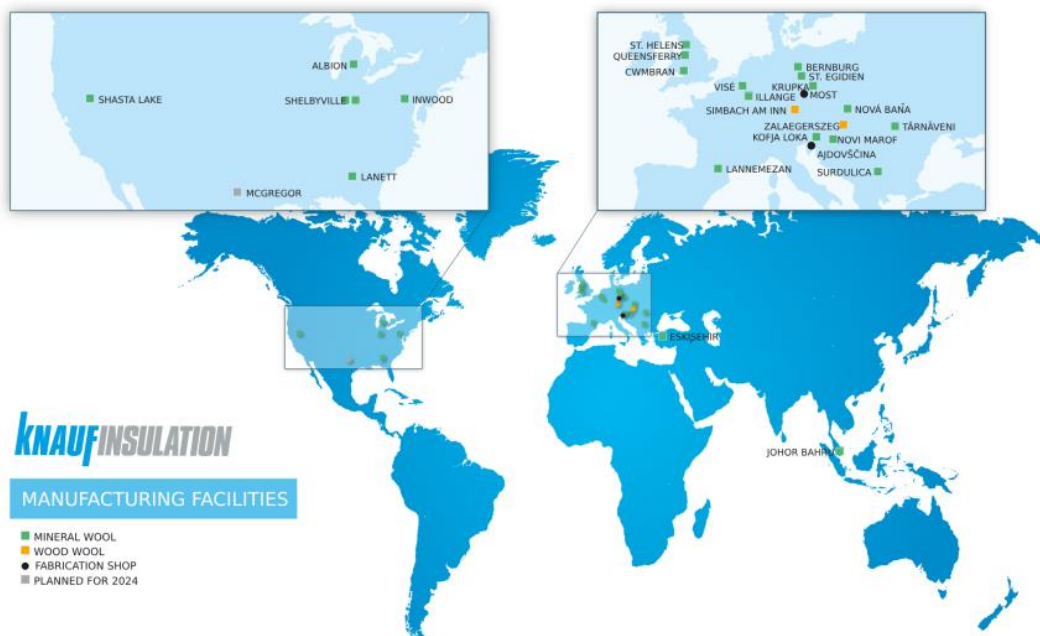 ALBION
SHASTA LAKE
SHELBYVILLE
INWOOD
LANETT
MCGREGOR
ST. HELENS
QUEENSFERRY
CWMBRAN
BERNBURG
ST. EGIDIEN
VISÉ
KRUPKA
ILLANGE
MOST
SIMBACH AM INN
NOVÁ BAŇA
ZALAEGERSZEG
TÂRNĂVENI
KOFJA LOKA
NOVI MAROF
AJDOVŠČINA
LANNEMEZAN
SURDULICA
ESKIŞEHIR
JOHOR BAHRU
KNAUFINSULATION
MANUFACTURING FACILITIES
MINERAL WOOL
WOOD WOOL
FABRICATION SHOP
PLANNED FOR 2024